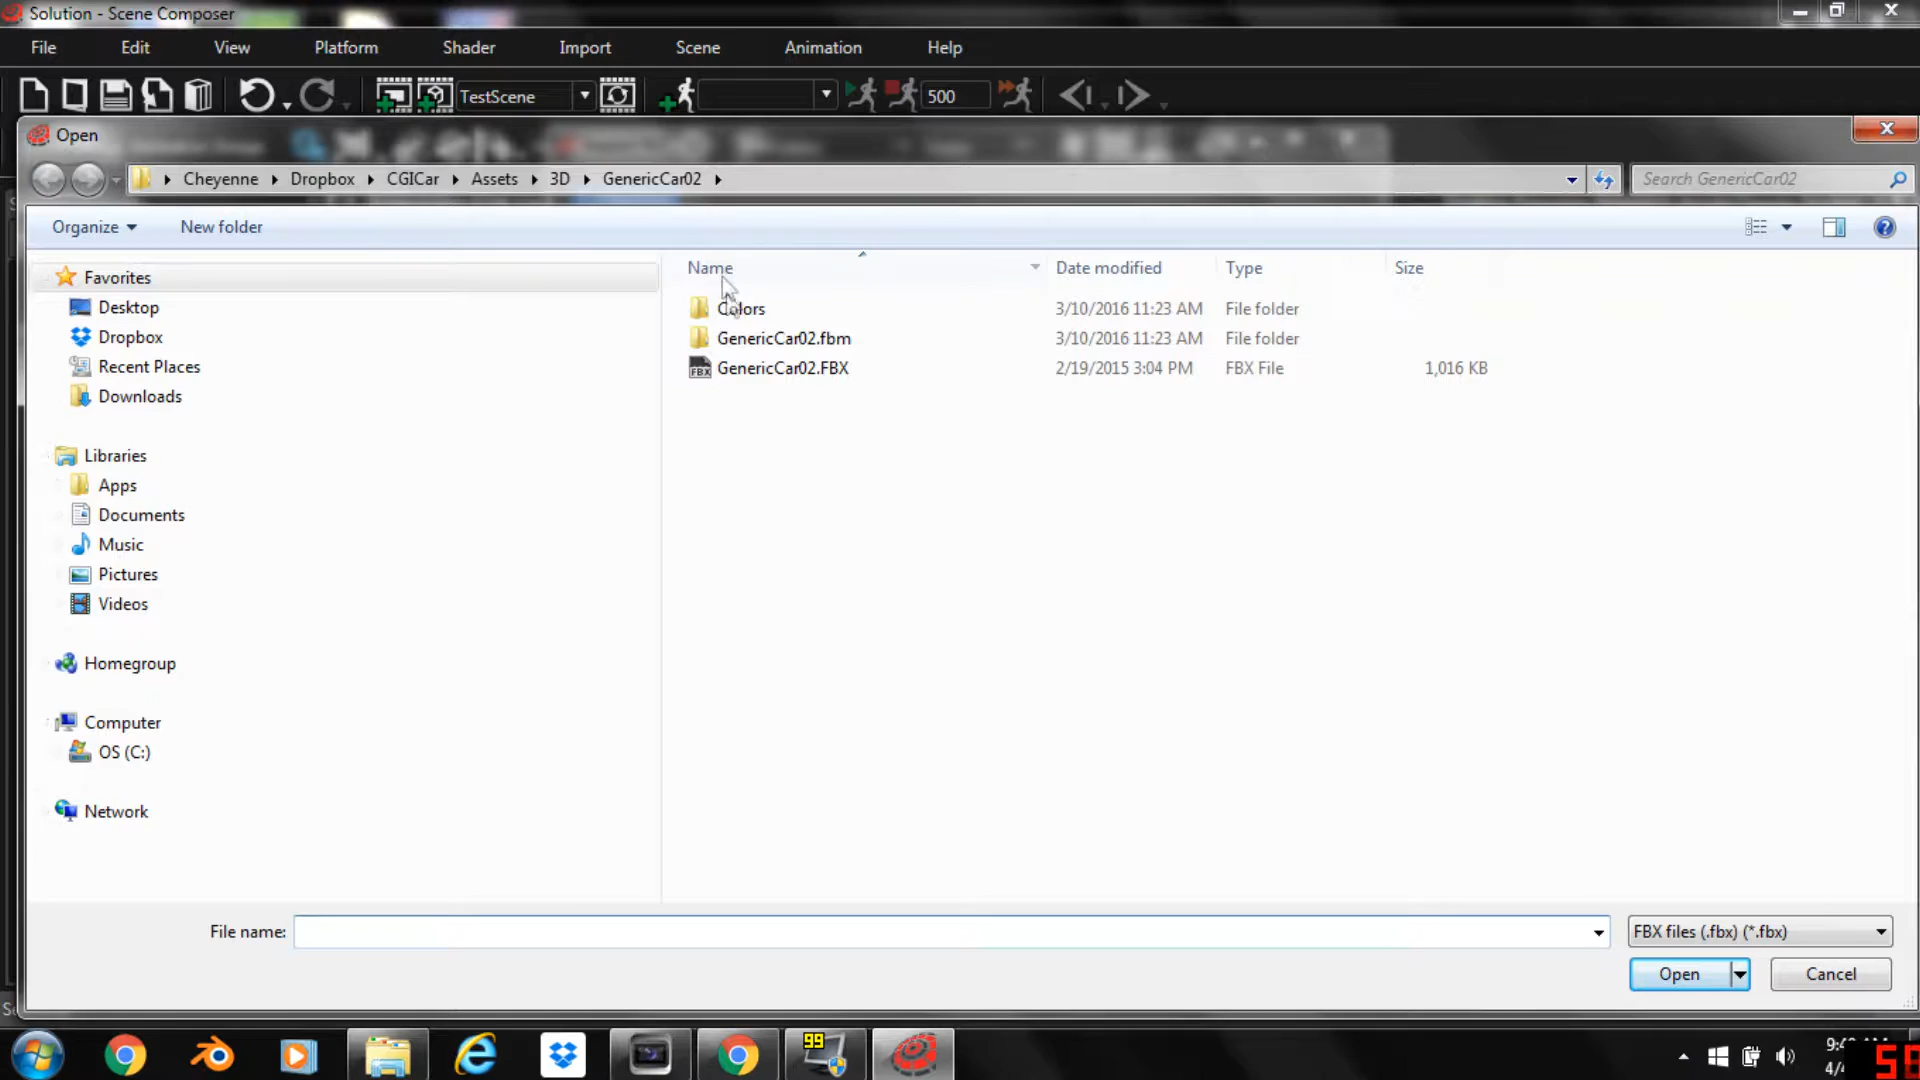 Solution - Scene Composer
File Edit View Platform Shader Import Scene Animation Help
TestScene 500
Open
Cheyenne Dropbox CGICar Assets 3D GenericCar02 Search GenericCar02
Organize New folder
Name Date modified Type Size
Favorites
Desktop
Dropbox
Recent Places
Downloads
Libraries
Apps
Documents
Music
Pictures
Videos
Homegroup
Computer
OS (C:)
Network
Colors 3/10/2016 11:23 AM File folder
GenericCar02.fbm 3/10/2016 11:23 AM File folder
FBX GenericCar02.FBX 2/19/2015 3:04 PM FBX File 1,016 KB
File name: FBX files (.fbx) (*.fbx)
Open Cancel
99